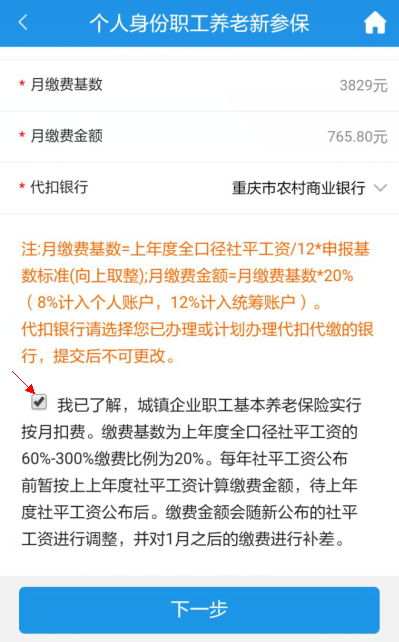 个人身份职工养老新参保
* 月缴费基数 3829元
* 月缴费金额 765.80元
* 代扣银行 重庆市农村商业银行
注:月缴费基数=上年度全口径社平工资/12*申报基
数标准(向上取整);月缴费金额=月缴费基数*20%
（8%计入个人账户，12%计入统筹账户）。
代扣银行请选择您已办理或计划办理代扣代缴的银
行，提交后不可更改。
我已了解，城镇企业职工基本养老保险实行
按月扣费。缴费基数为上年度全口径社平工资的
60%-300%缴费比例为20%。每年社平工资公布
前暂按上上年度社平工资计算缴费金额，待上年
度社平工资公布后。缴费金额会随新公布的社平
工资进行调整，并对1月之后的缴费进行补差。
下一步